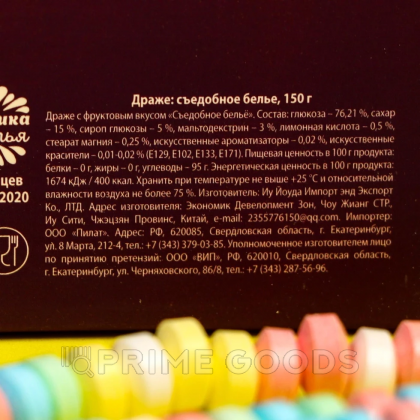 Драже: съедобное белье, 150 г
Драже с фруктовым вкусом «Съедобное бельё». Состав: глюкоза – 76,21 %, сахар
– 15 %, сироп глюкозы – 5 %, мальтодекстрин – 3 %, лимонная кислота – 0,5 %,
стеарат магния – 0,25 %, искусственные ароматизаторы – 0,02 %, искусственные
красители – 0,01-0,02 % (E129, E102, E133, E171). Пищевая ценность в 100 г продукта:
белки – 0 г, жиры – 0 г, углеводы – 95 г. Энергетическая ценность в 100 г продукта:
1674 кДж / 400 ккал. Хранить при температуре не выше +25 °C и относительной
влажности воздуха не более 75 %. Изготовитель: Иу Йоуда Импорт энд Экспорт
Ко., ЛТД. Адрес изготовителя: Экономик Девелопмент Зон, Чоу Жианг СТР.,
Иу Сити, Чжэцзян Провинс, Китай, e-mail: 2355776150@qq.com. Импортер:
ООО «Пилат». Адрес: РФ, 620085, Свердловская область, г. Екатеринбург,
ул. 8 Марта, 212-4, тел.: +7 (343) 379-03-85. Уполномоченное изготовителем лицо
по принятию претензий: ООО «ВИП», РФ, 620010, Свердловская область,
г. Екатеринбург, ул. Черняховского, 86/8, тел.: +7 (343) 287-56-96.
ика
тья
цев
2020
PRIME GOODS